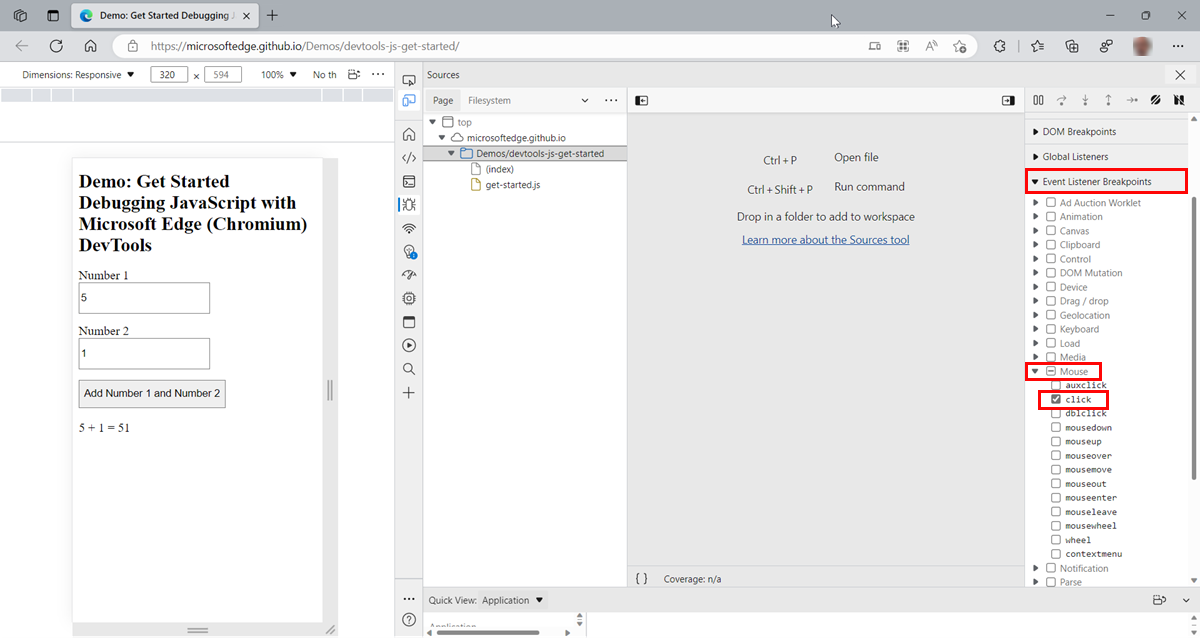 Demo: Get Started Debugging J
https://microsoftedge.github.io/Demos/devtools-js-get-started/
Dimensions: Responsive
320
x
594
100%
No th
Demo: Get Started
Debugging JavaScript with
Microsoft Edge (Chromium)
DevTools
Number 1
5
Number 2
1
Add Number 1 and Number 2
5 + 1 = 51
Sources
Page
Filesystem
top
microsoftedge.github.io
Demos/devtools-js-get-started
(index)
get-started.js
Ctrl + P Open file
Ctrl + Shift + P Run command
Drop in a folder to add to workspace
Learn more about the Sources tool
{ } Coverage: n/a
DOM Breakpoints
Global Listeners
Event Listener Breakpoints
Ad Auction Worklet
Animation
Canvas
Clipboard
Control
DOM Mutation
Device
Drag / drop
Geolocation
Keyboard
Load
Media
Mouse
auxclick
click
dblclick
mousedown
mouseup
mouseover
mousemove
mouseout
mouseenter
mouseleave
mousewheel
wheel
contextmenu
Notification
Parse
Quick View: Application
Application